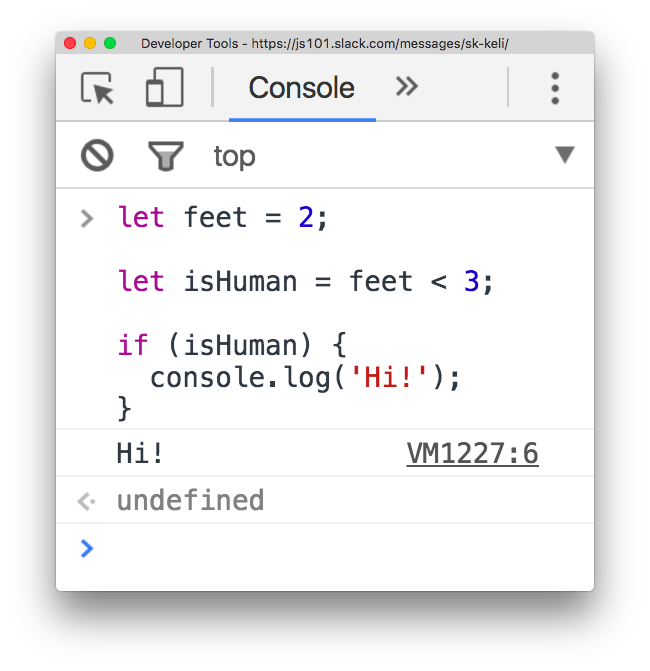 Developer Tools - https://js101.slack.com/messages/sk-keli/
Console »
top
> let feet = 2;
let isHuman = feet < 3;
if (isHuman) {
  console.log('Hi!');
}
Hi! VM1227:6
undefined
>